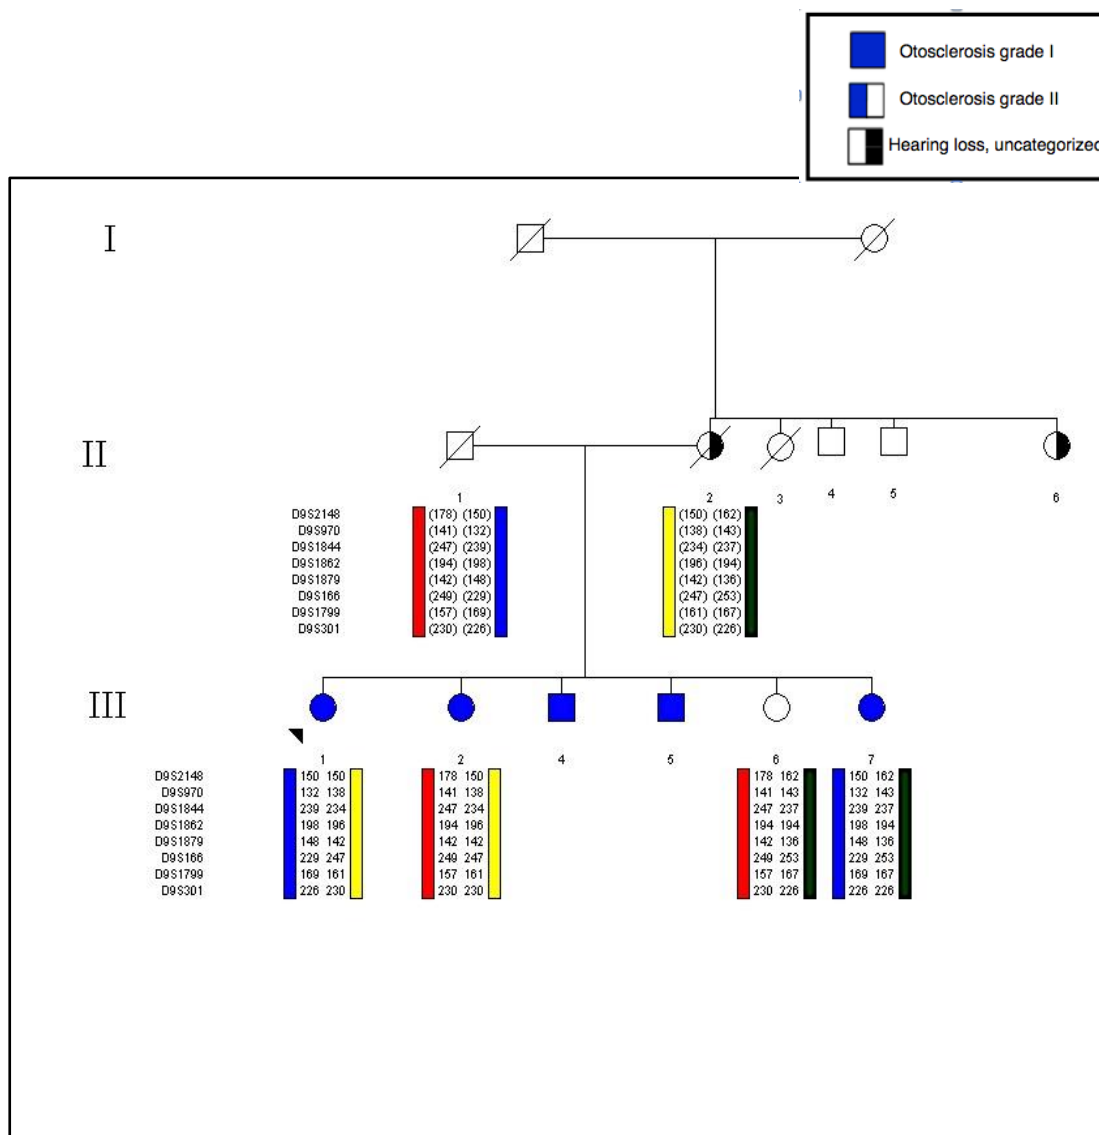 Otosclerosis grade I
Otosclerosis grade II
Hearing loss, uncategorized
I
II
1 2 3 4 5 6
D9S2148 (178) (150) (150) (162)
D9S970 (141) (132) (138) (143)
D9S1844 (247) (239) (234) (237)
D9S1862 (194) (198) (196) (194)
D9S1879 (142) (148) (142) (136)
D9S166 (249) (229) (247) (253)
D9S1799 (157) (169) (161) (167)
D9S301 (230) (226) (230) (226)
III
1 2 4 5 6 7
D9S2148 150 150 178 150 178 162 150 162
D9S970 132 138 141 138 141 143 132 143
D9S1844 239 234 247 234 247 237 239 237
D9S1862 198 196 194 196 194 194 198 194
D9S1879 148 142 142 142 142 136 148 136
D9S166 229 247 249 247 249 253 229 253
D9S1799 169 161 157 161 157 167 169 167
D9S301 226 230 230 230 230 226 226 226